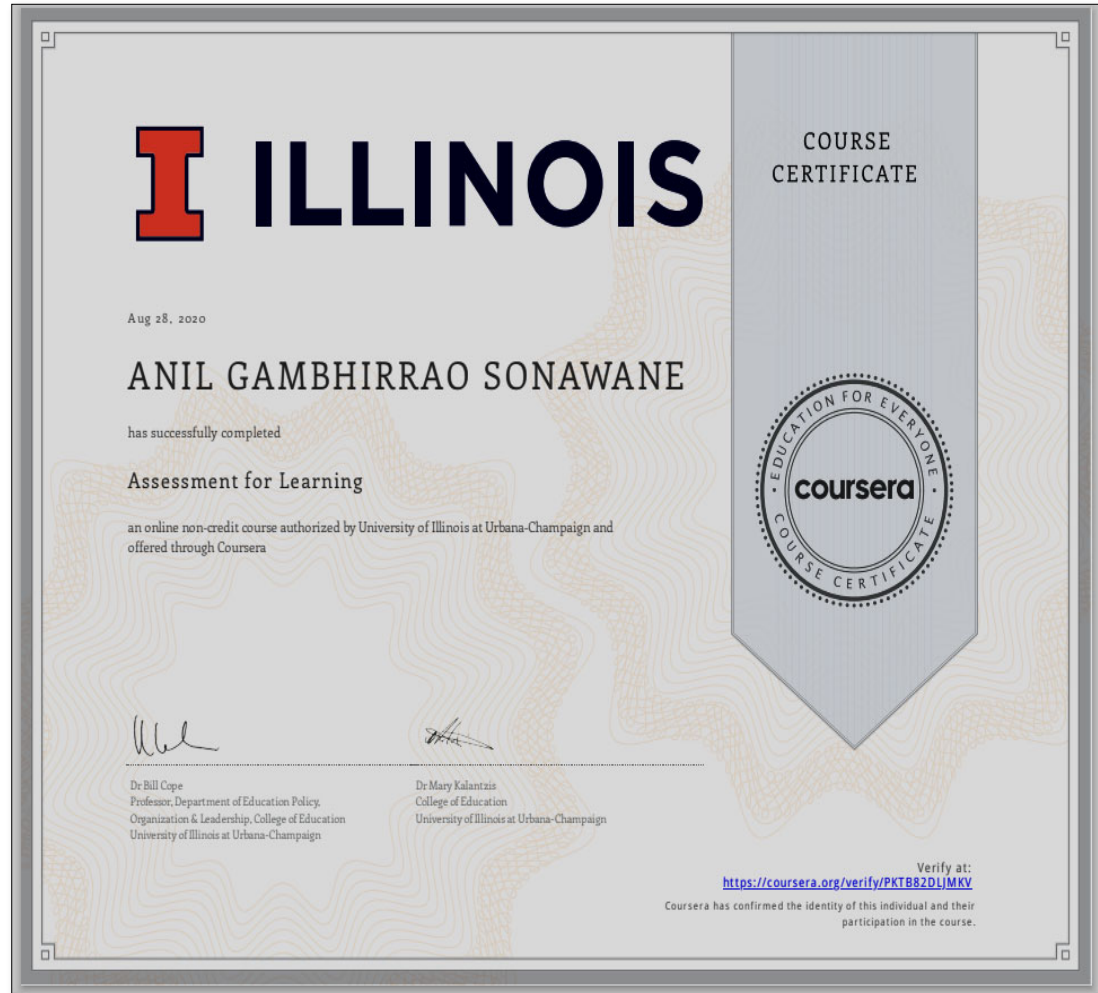 ILLINOIS
COURSE
CERTIFICATE
Aug 28, 2020
ANIL GAMBHIRRAO SONAWANE
has successfully completed
Assessment for Learning
an online non-credit course authorized by University of Illinois at Urbana-Champaign and
offered through Coursera
EDUCATION FOR EVERYONE
coursera
COURSE CERTIFICATE
Dr Bill Cope
Professor, Department of Education Policy,
Organization & Leadership, College of Education
University of Illinois at Urbana-Champaign
Dr Mary Kalantzis
College of Education
University of Illinois at Urbana-Champaign
Verify at:
https://coursera.org/verify/PKTB82DLJMKV
Coursera has confirmed the identity of this individual and their
participation in the course.